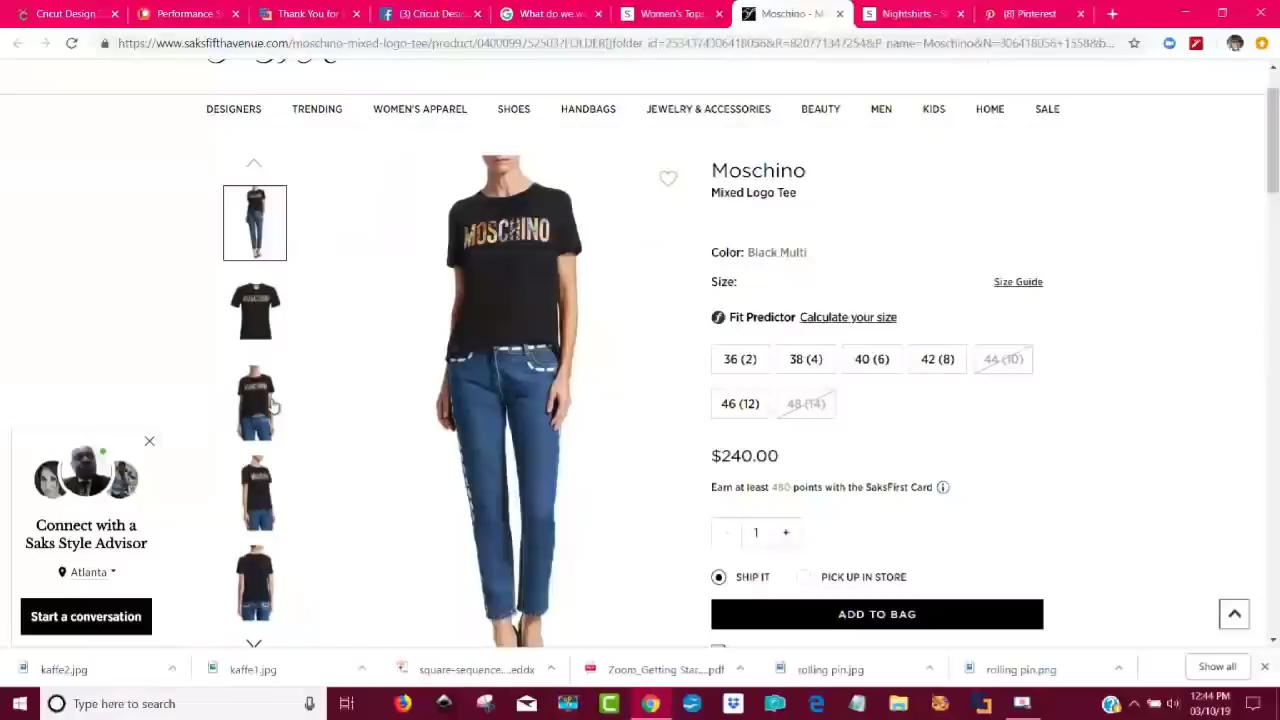 Cricut Design
Performance S
Thank You for
(3) Cricut Desi
What do we w
Women's Tops
Moschino - M
Nightshirts - S
(8) Pinterest
DESIGNERS TRENDING WOMEN'S APPAREL SHOES HANDBAGS JEWELRY & ACCESSORIES BEAUTY MEN KIDS HOME SALE
MOSCHINO
Moschino
Mixed Logo Tee
Color: Black Multi
Size: Size Guide
Fit Predictor Calculate your size
36 (2) 38 (4) 40 (6) 42 (8) 44 (10)
46 (12) 48 (14)
$240.00
Earn at least 480 points with the SaksFirst Card
- 1 +
SHIP IT PICK UP IN STORE
ADD TO BAG
Connect with a
Saks Style Advisor
Atlanta
Start a conversation
kaffe2.jpg kaffe1.jpg square-sequence....ed.dx Zoom_Getting Star....pdf rolling pin.jpg rolling pin.png Show all
Type here to search
12:44 PM
03/10/19